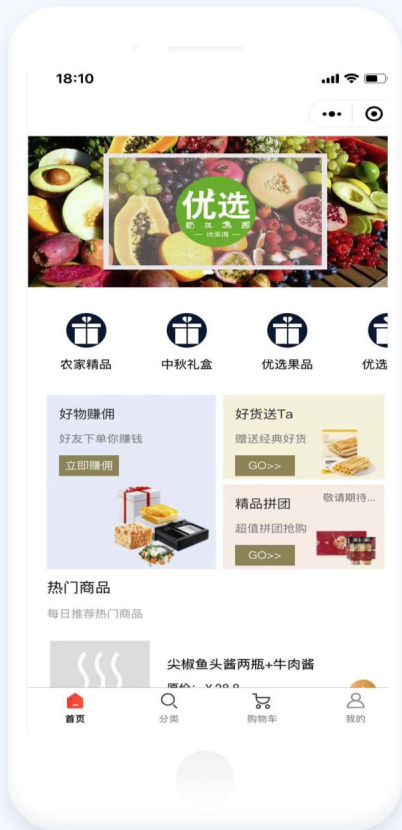 18:10
优选
— 优果润 —
农家精品
中秋礼盒
优选果品
优选
好物赚佣
好友下单你赚钱
立即赚佣
好货送Ta
赠送经典好货
GO>>
精品拼团
敬请期待...
超值拼团抢购
GO>>
热门商品
每日推荐热门商品
尖椒鱼头酱两瓶+牛肉酱
原价：￥28.8
首页
分类
购物车
我的